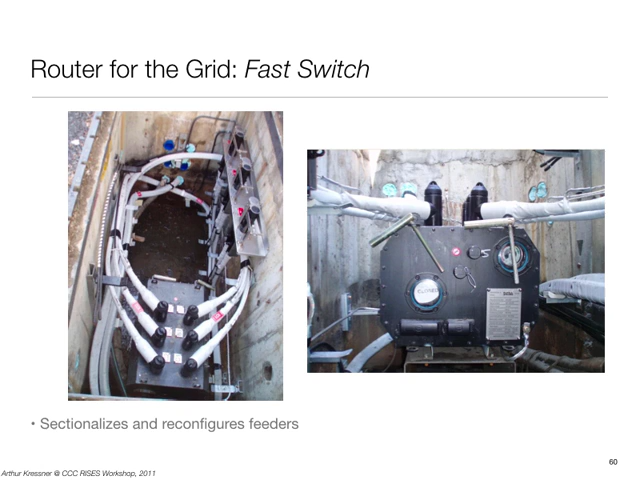 Router for the Grid: Fast Switch
• Sectionalizes and reconfigures feeders
60
Arthur Kressner @ CCC RISES Workshop, 2011